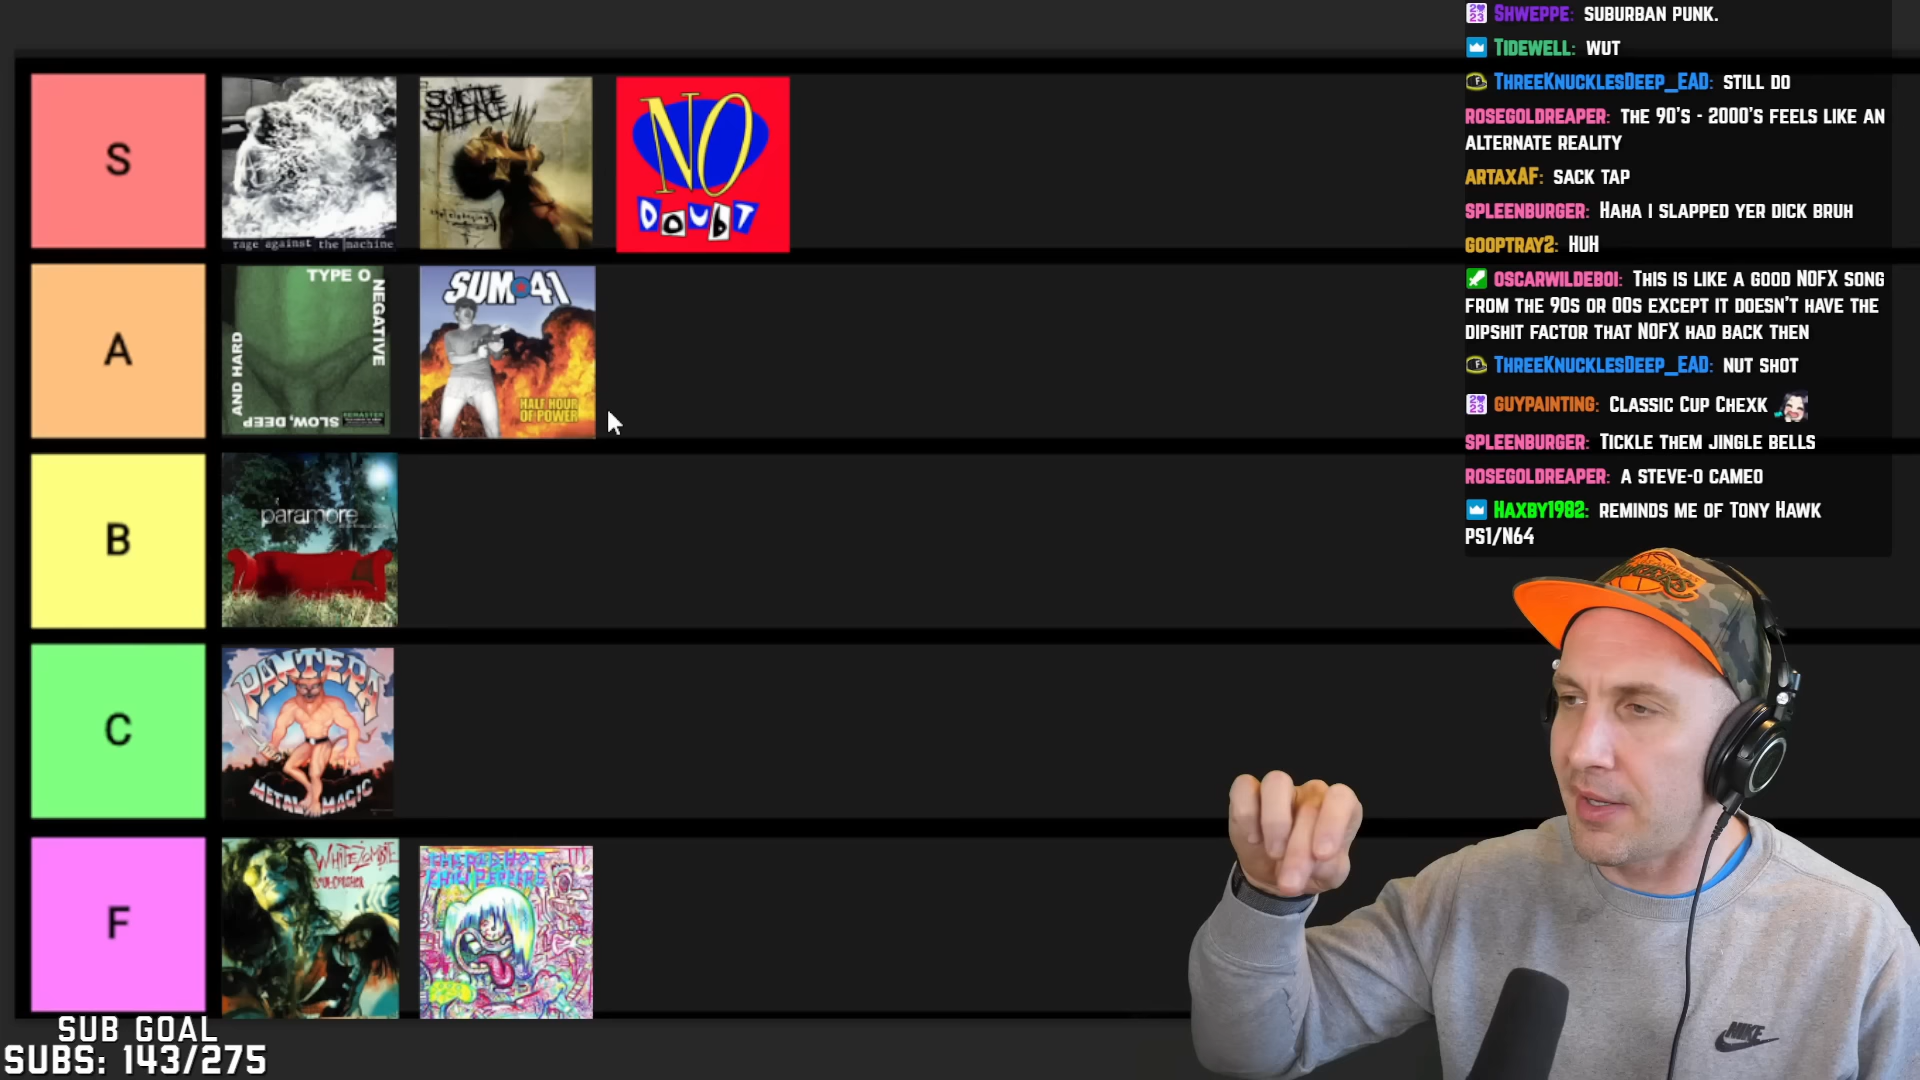 S
rage against the machine
SUICIDE SILENCE
NO
DOUBT
A
TYPE O
NEGATIVE
SLOW, DEEP
AND HARD
SUM 41
HALF HOUR
OF POWER
B
paramore
C
PANTERA
METAL MAGIC
F
WHITE ZOMBIE
SOUL-CRUSHER
THE RED HOT
CHILI PEPPERS
SUB GOAL
SUBS: 143/275
SHWEPPE: SUBURBAN PUNK.
TIDEWELL: WUT
THREEKNUCKLESDEEP_EAD: STILL DO
ROSEGOLDREAPER: THE 90'S - 2000'S FEELS LIKE AN
ALTERNATE REALITY
ARTAXAF: SACK TAP
SPLEENBURGER: HAHA I SLAPPED YER DICK BRUH
GOOPTRAY2: HUH
OSCARWILDEBOI: THIS IS LIKE A GOOD NOFX SONG
FROM THE 90S OR 00S EXCEPT IT DOESN'T HAVE THE
DIPSHIT FACTOR THAT NOFX HAD BACK THEN
THREEKNUCKLESDEEP_EAD: NUT SHOT
GUYPAINTING: CLASSIC CUP CHEXK
SPLEENBURGER: TICKLE THEM JINGLE BELLS
ROSEGOLDREAPER: A STEVE-O CAMEO
HAXBY1982: REMINDS ME OF TONY HAWK
PS1/N64
NIKE